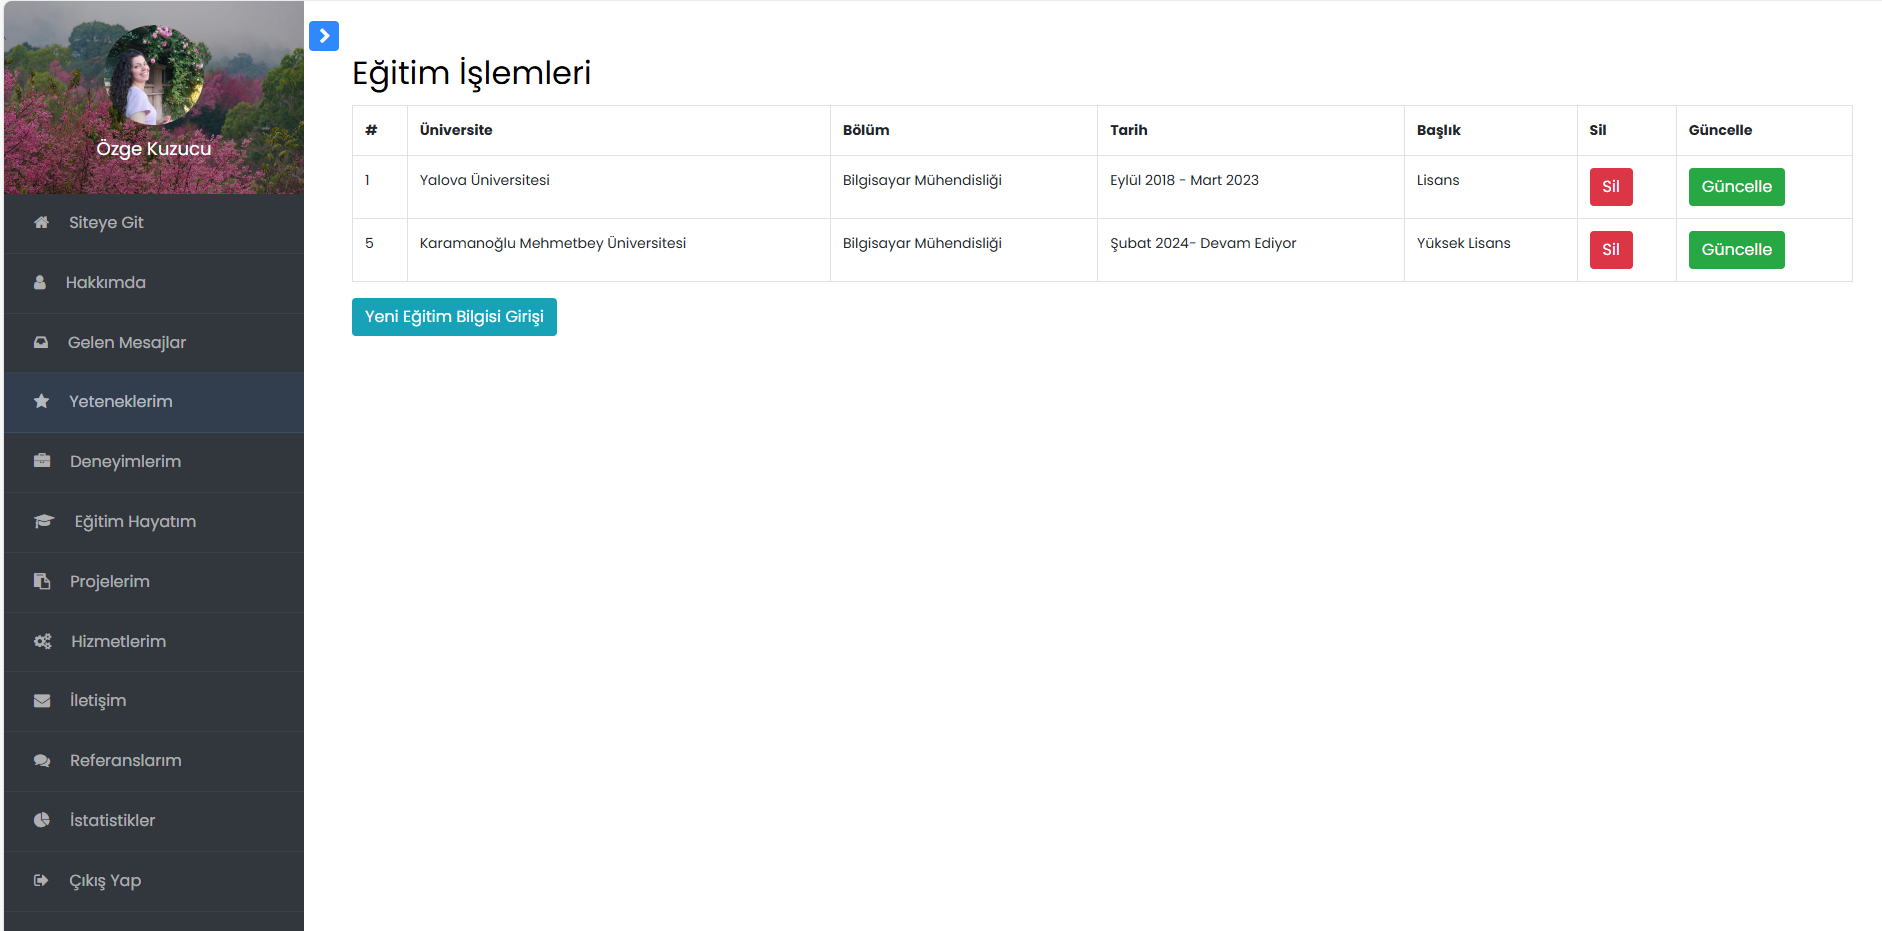 Özge Kuzucu
Siteye Git
Hakkımda
Gelen Mesajlar
Yeteneklerim
Deneyimlerim
Eğitim Hayatım
Projelerim
Hizmetlerim
İletişim
Referanslarım
İstatistikler
Çıkış Yap
Eğitim İşlemleri
# Üniversite Bölüm Tarih Başlık Sil Güncelle
1 Yalova Üniversitesi Bilgisayar Mühendisliği Eylül 2018 - Mart 2023 Lisans Sil Güncelle
5 Karamanoğlu Mehmetbey Üniversitesi Bilgisayar Mühendisliği Şubat 2024- Devam Ediyor Yüksek Lisans Sil Güncelle
Yeni Eğitim Bilgisi Girişi